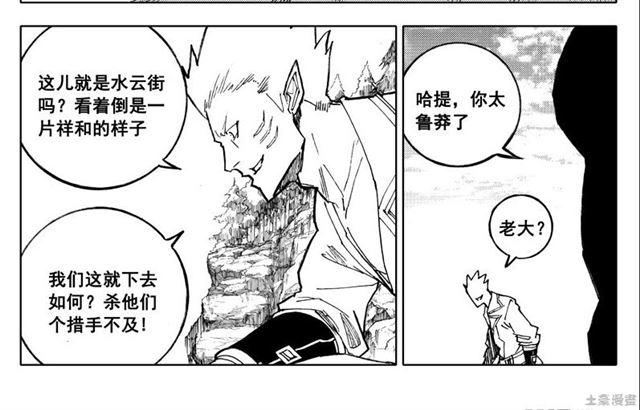 这儿就是水云街
吗？看着倒是一
片祥和的样子
我们这就下去
如何？杀他们
个措手不及！
哈提，你太
鲁莽了
老大？
土豪漫畫